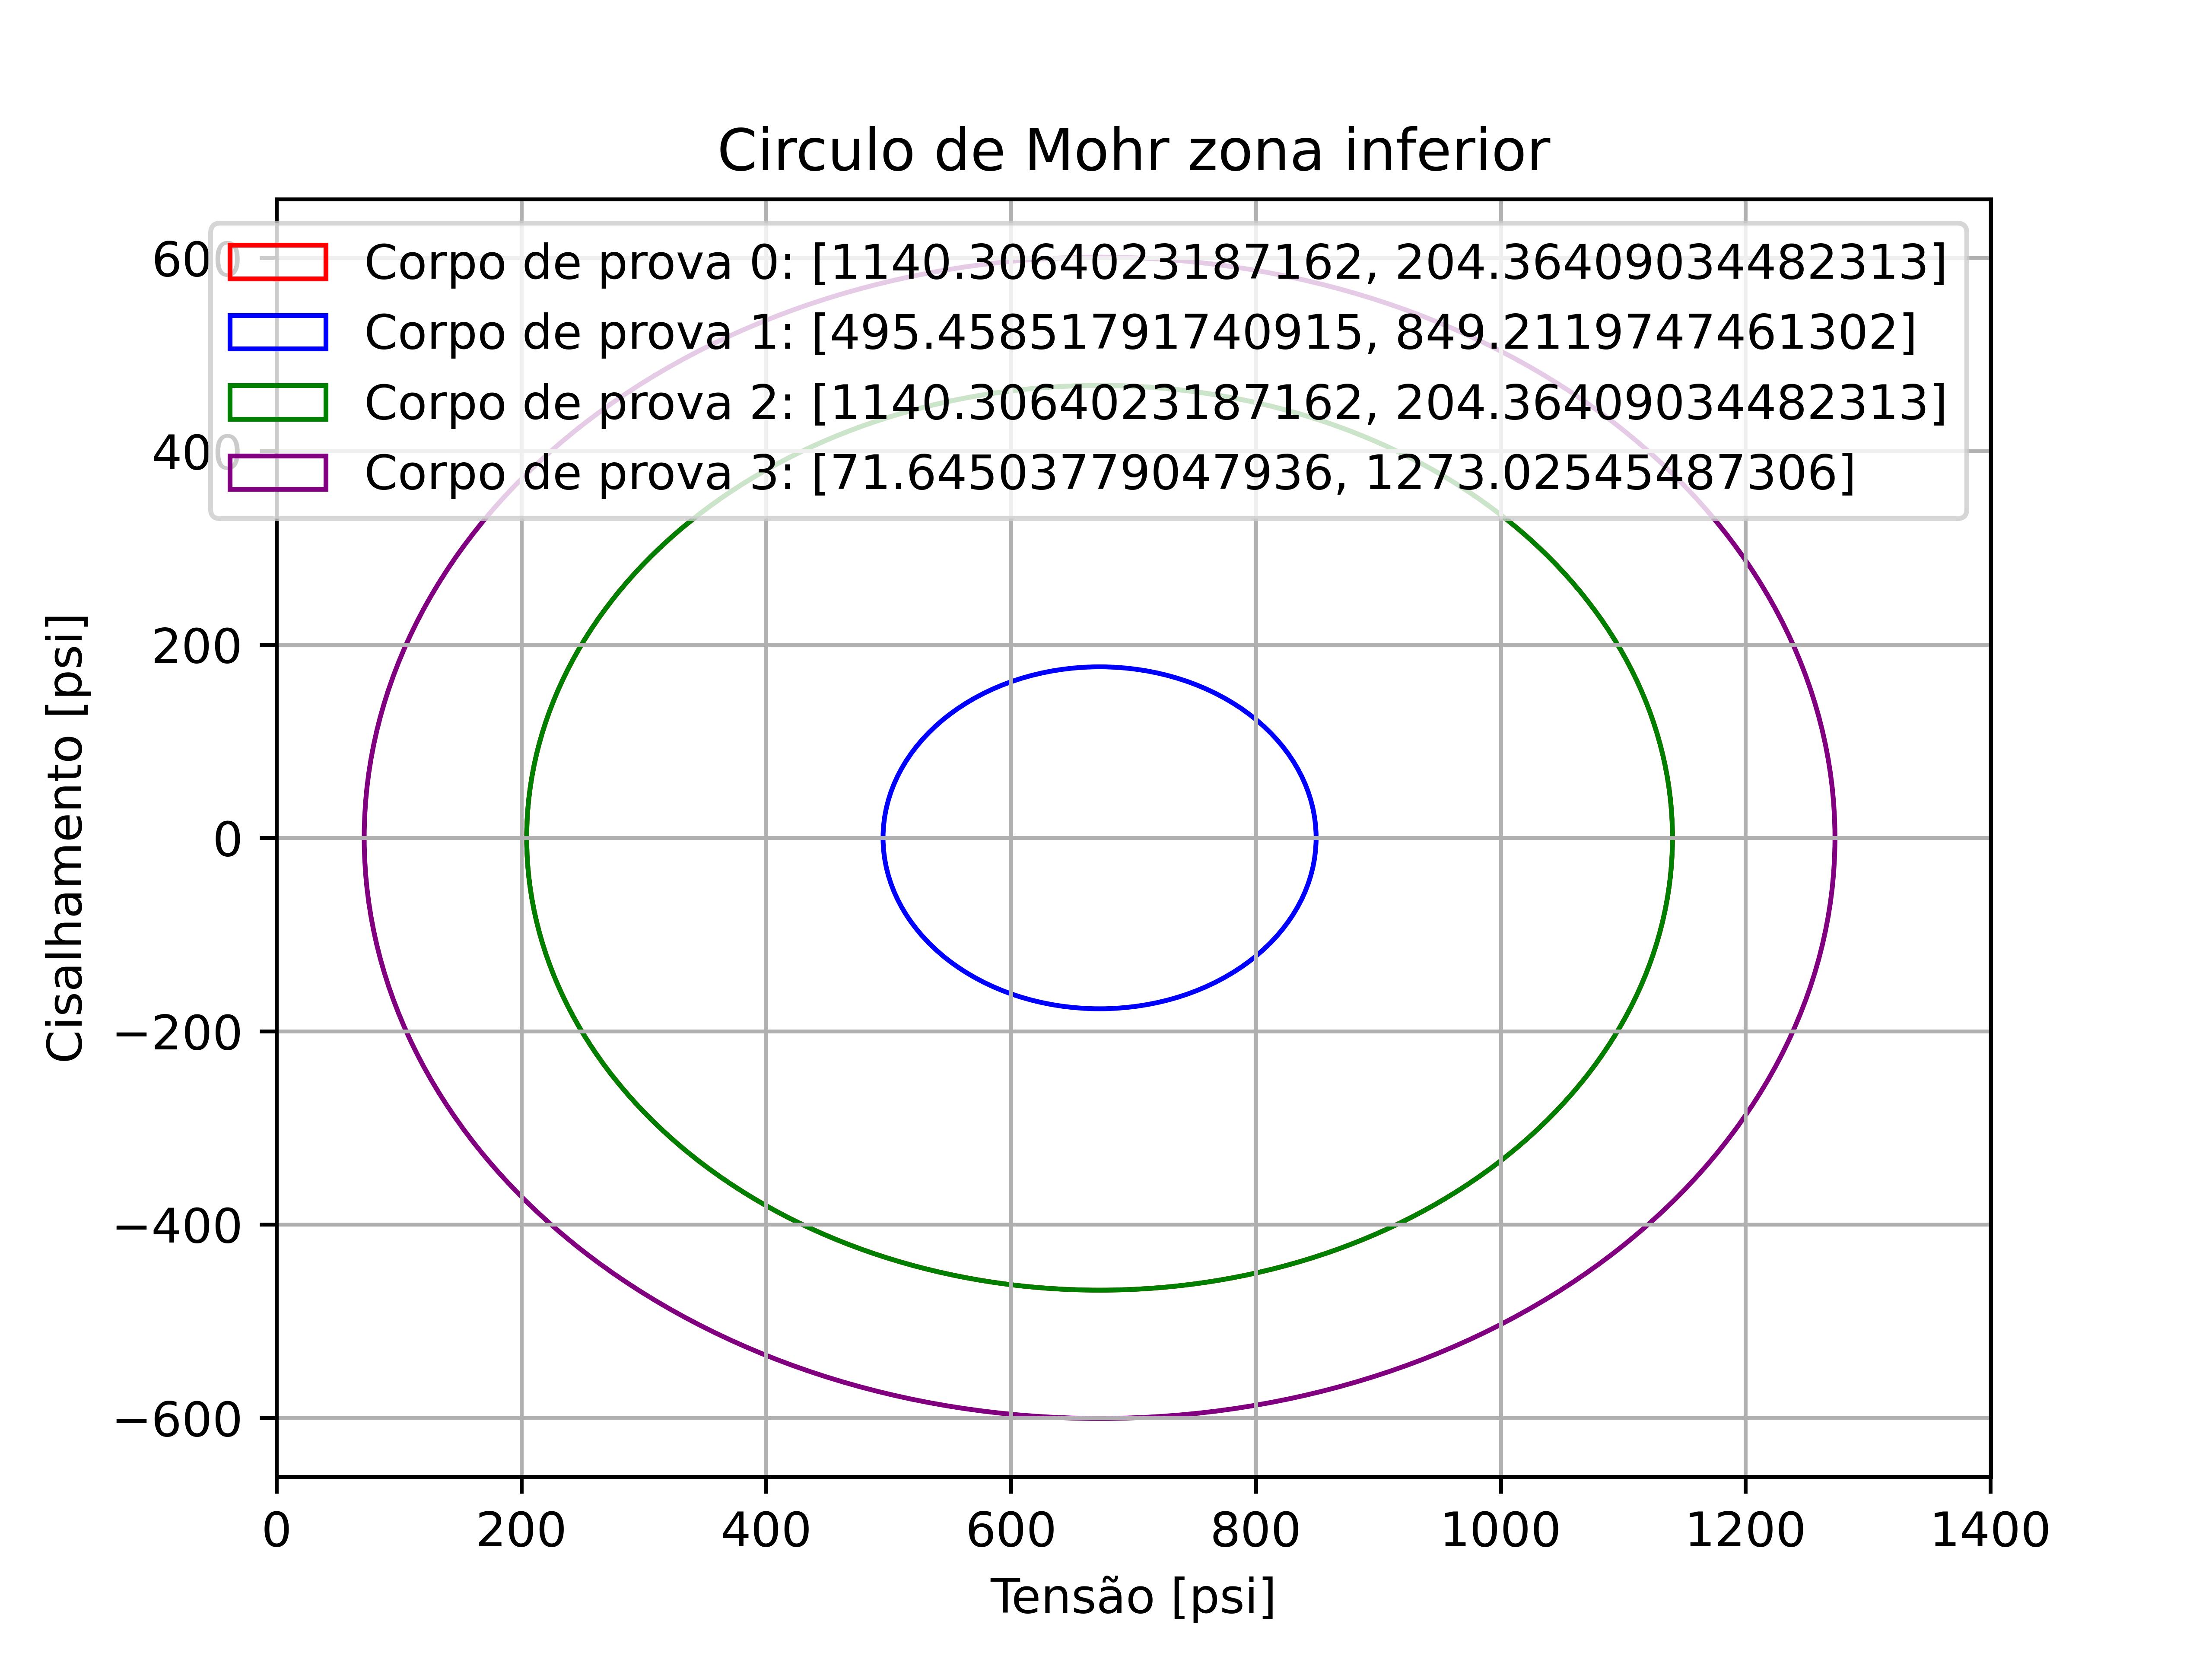 Circulo de Mohr zona inferior
Corpo de prova 0: [1140.3064023187162, 204.36409034482313]
Corpo de prova 1: [495.45851791740915, 849.2119747461302]
Corpo de prova 2: [1140.3064023187162, 204.36409034482313]
Corpo de prova 3: [71.64503779047936, 1273.02545487306]
600
400
200
0
−200
−400
−600
Cisalhamento [psi]
0 200 400 600 800 1000 1200 1400
Tensão [psi]